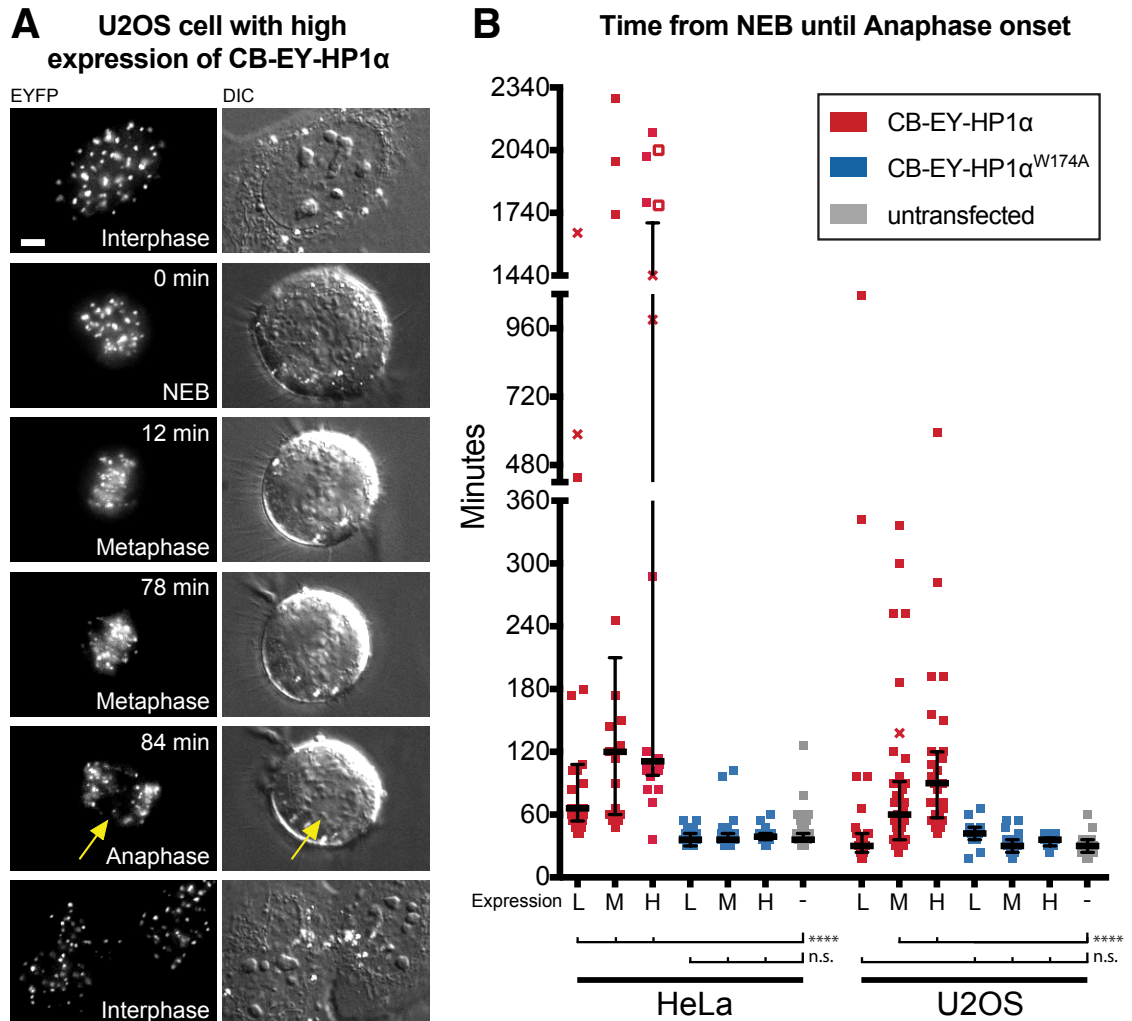 A
U2OS cell with high
expression of CB-EY-HP1α
EYFP
DIC
Interphase
0 min
NEB
12 min
Metaphase
78 min
Metaphase
84 min
Anaphase
Interphase
B
Time from NEB until Anaphase onset
CB-EY-HP1α
CB-EY-HP1αW174A
untransfected
Minutes
2340
2040
1740
1440
960
720
480
360
300
240
180
120
60
0
Expression L M H L M H - L M H L M H -
**** ****
n.s. n.s.
HeLa U2OS